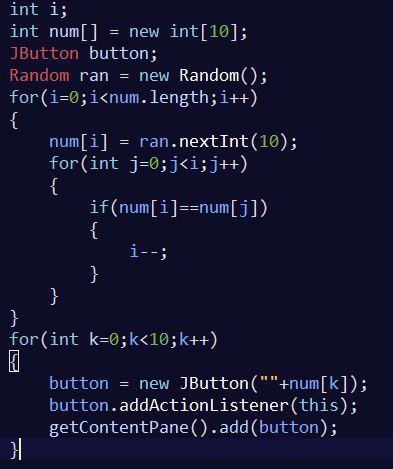 int i;
int num[] = new int[10];
JButton button;
Random ran = new Random();
for(i=0;i<num.length;i++)
{
    num[i] = ran.nextInt(10);
    for(int j=0;j<i;j++)
    {
        if(num[i]==num[j])
        {
            i--;
        }
    }
}
for(int k=0;k<10;k++)
{
    button = new JButton(""+num[k]);
    button.addActionListener(this);
    getContentPane().add(button);
}